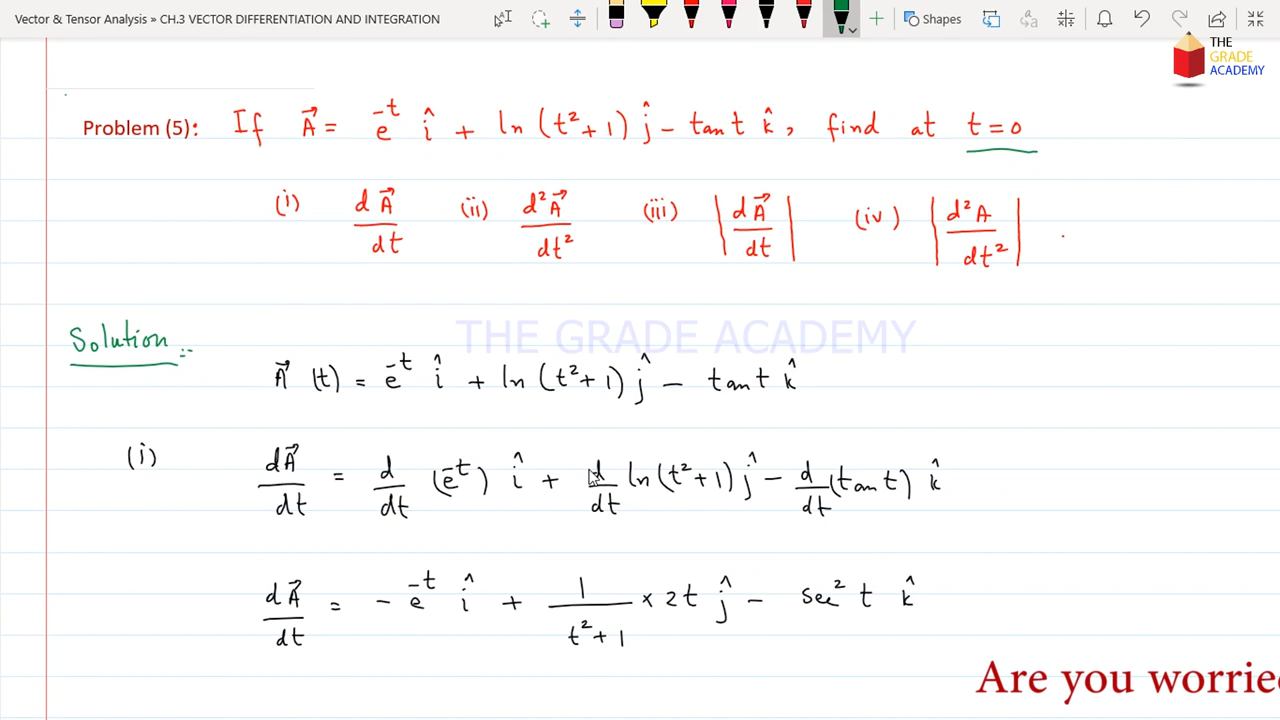 Vector & Tensor Analysis » CH.3 VECTOR DIFFERENTIATION AND INTEGRATION
Shapes
THE
GRADE
ACADEMY
Problem (5): If A⃗ = e^-t î + ln (t²+1) ĵ - tan t k̂, find at t=0
(i) dA⃗/dt (ii) d²A⃗/dt² (iii) |dA⃗/dt| (iv) |d²A/dt²| .
THE GRADE ACADEMY
Solution :-
A⃗ (t) = e^-t î + ln (t²+1) ĵ - tan t k̂
(i) dA⃗/dt = d/dt (e^-t) î + d/dt ln (t²+1) ĵ - d/dt (tan t) k̂
dA⃗/dt = - e^-t î + 1/(t²+1) × 2t ĵ - sec² t k̂
Are you worrie